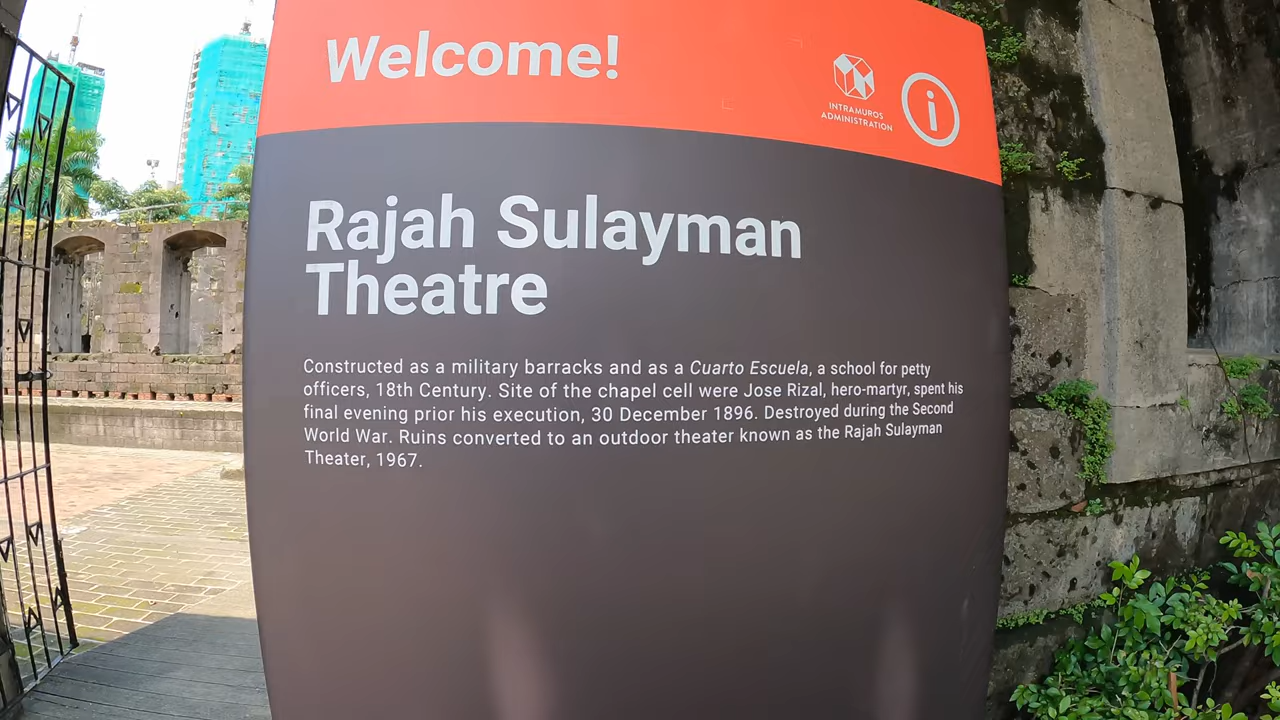 Welcome!
INTRAMUROS
ADMINISTRATION
i
Rajah Sulayman
Theatre
Constructed as a military barracks and as a Cuarto Escuela, a school for petty
officers, 18th Century. Site of the chapel cell were Jose Rizal, hero-martyr, spent his
final evening prior his execution, 30 December 1896. Destroyed during the Second
World War. Ruins converted to an outdoor theater known as the Rajah Sulayman
Theater, 1967.